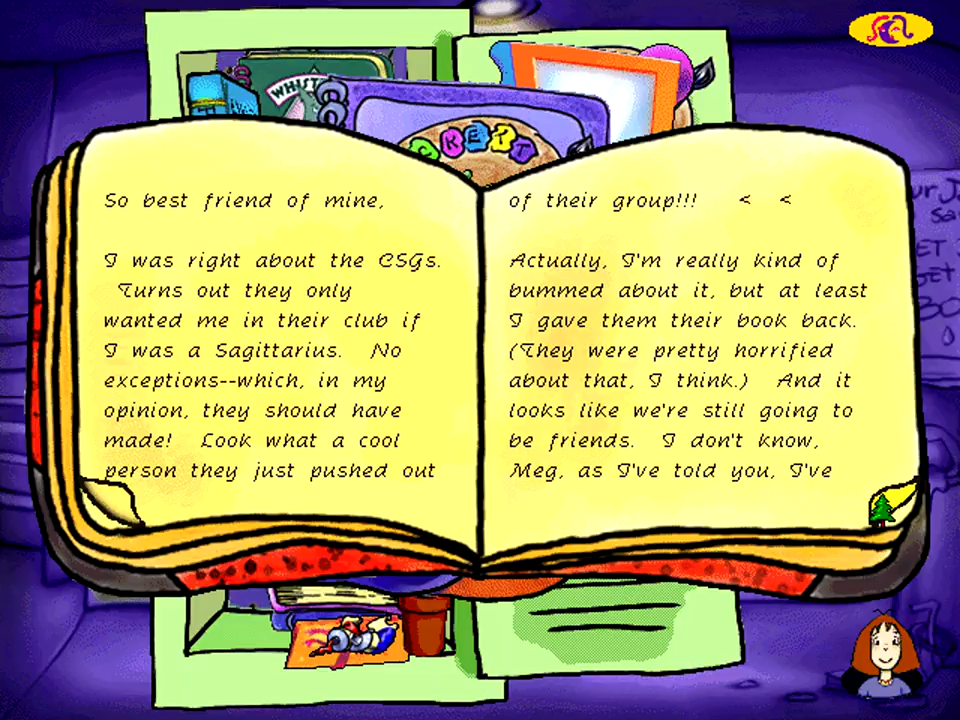 WHIST
CKETT
So best friend of mine,
I was right about the CSGs.
Turns out they only
wanted me in their club if
I was a Sagittarius. No
exceptions--which, in my
opinion, they should have
made! Look what a cool
person they just pushed out
of their group!!! < <
Actually, I'm really kind of
bummed about it, but at least
I gave them their book back.
(They were pretty horrified
about that, I think.) And it
looks like we're still going to
be friends. I don't know,
Meg, as I've told you, I've